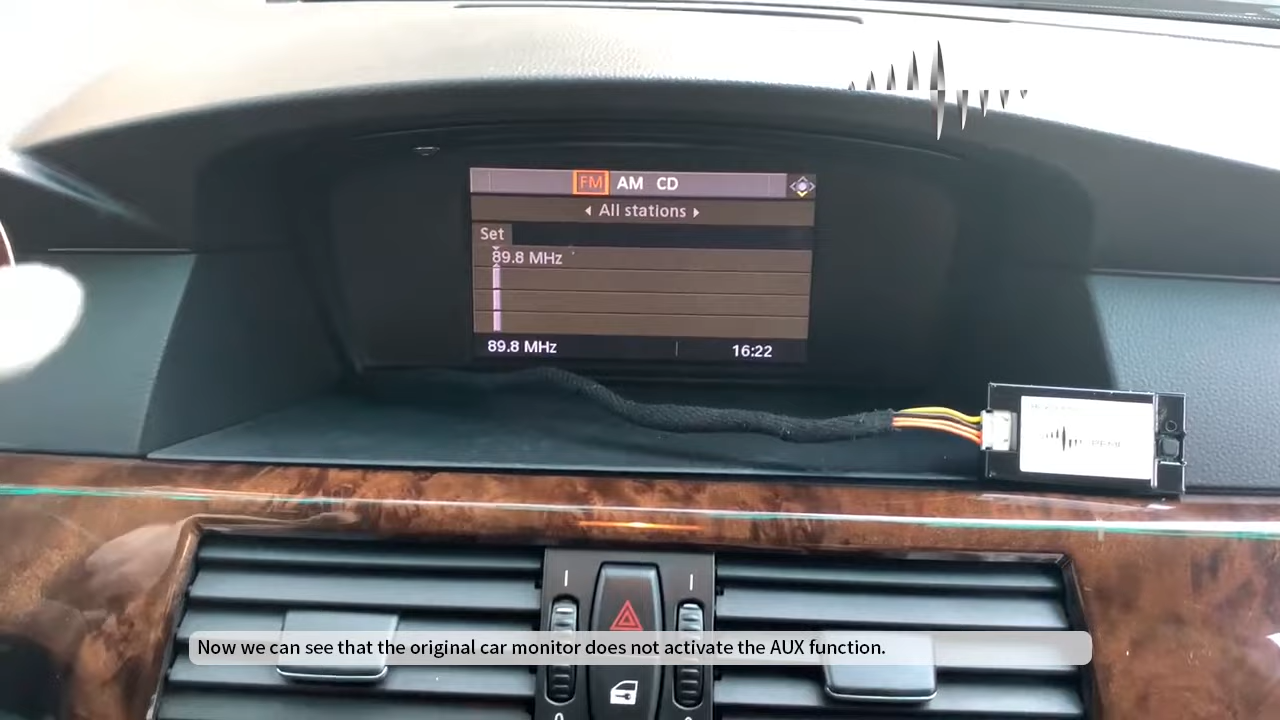 FM AM CD
All stations
Set
89.8 MHz
89.8 MHz
16:22
Now we can see that the original car monitor does not activate the AUX function.